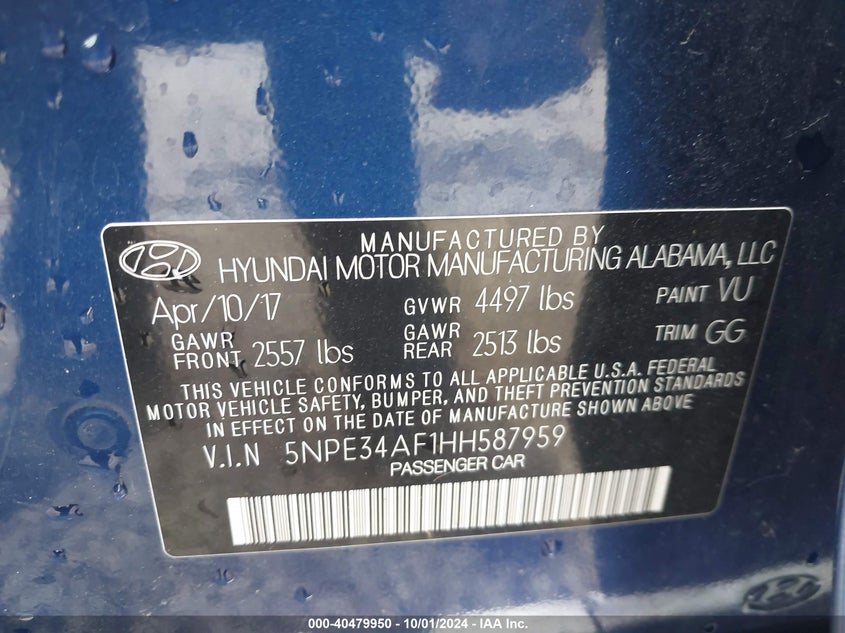 MANUFACTURED BY
HYUNDAI MOTOR MANUFACTURING ALABAMA, LLC
Apr/10/17 GVWR 4497 lbs PAINT VU
GAWR FRONT 2557 lbs GAWR REAR 2513 lbs TRIM GG
THIS VEHICLE CONFORMS TO ALL APPLICABLE U.S.A. FEDERAL
MOTOR VEHICLE SAFETY, BUMPER, AND THEFT PREVENTION STANDARDS
IN EFFECT ON THE DATE OF MANUFACTURE SHOWN ABOVE
V.I.N 5NPE34AF1HH587959
PASSENGER CAR
000-40479950 - 10/01/2024 - IAA Inc.